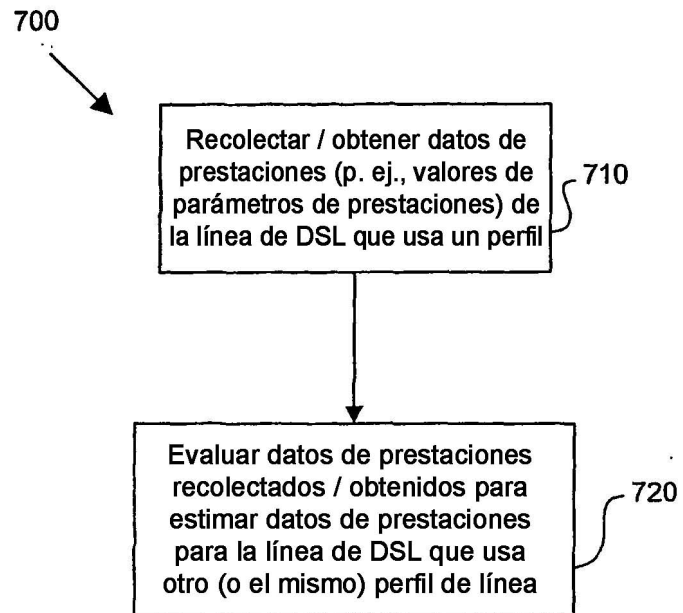 700
Recolectar / obtener datos de
prestaciones (p. ej., valores de
parámetros de prestaciones) de
la línea de DSL que usa un perfil
710
Evaluar datos de prestaciones
recolectados / obtenidos para
estimar datos de prestaciones
para la línea de DSL que usa
otro (o el mismo) perfil de línea
720